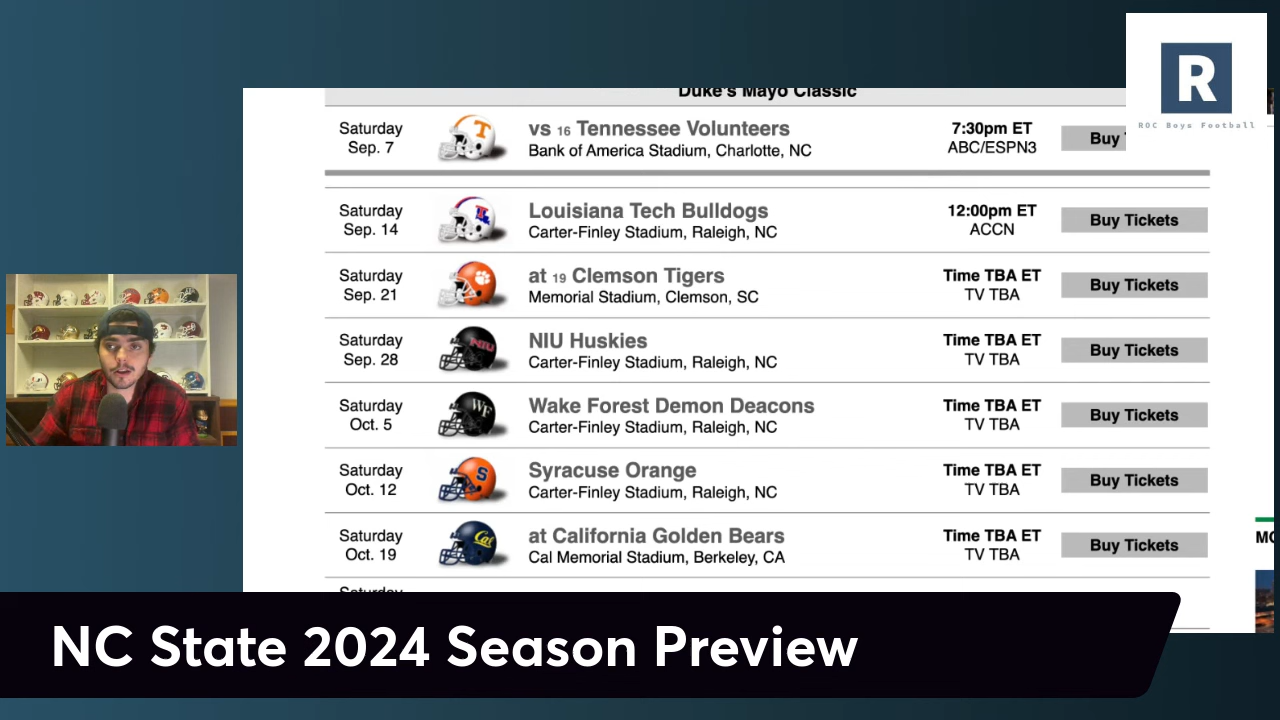 Duke's Mayo Classic
Saturday
Sep. 7
vs 16 Tennessee Volunteers
Bank of America Stadium, Charlotte, NC
7:30pm ET
ABC/ESPN3
Buy
R
ROC Boys Football
Saturday
Sep. 14
Louisiana Tech Bulldogs
Carter-Finley Stadium, Raleigh, NC
12:00pm ET
ACCN
Buy Tickets
Saturday
Sep. 21
at 19 Clemson Tigers
Memorial Stadium, Clemson, SC
Time TBA ET
TV TBA
Buy Tickets
Saturday
Sep. 28
NIU
NIU Huskies
Carter-Finley Stadium, Raleigh, NC
Time TBA ET
TV TBA
Buy Tickets
Saturday
Oct. 5
WF
Wake Forest Demon Deacons
Carter-Finley Stadium, Raleigh, NC
Time TBA ET
TV TBA
Buy Tickets
Saturday
Oct. 12
S
Syracuse Orange
Carter-Finley Stadium, Raleigh, NC
Time TBA ET
TV TBA
Buy Tickets
Saturday
Oct. 19
Cal
at California Golden Bears
Cal Memorial Stadium, Berkeley, CA
Time TBA ET
TV TBA
Buy Tickets
Saturday
NC State 2024 Season Preview